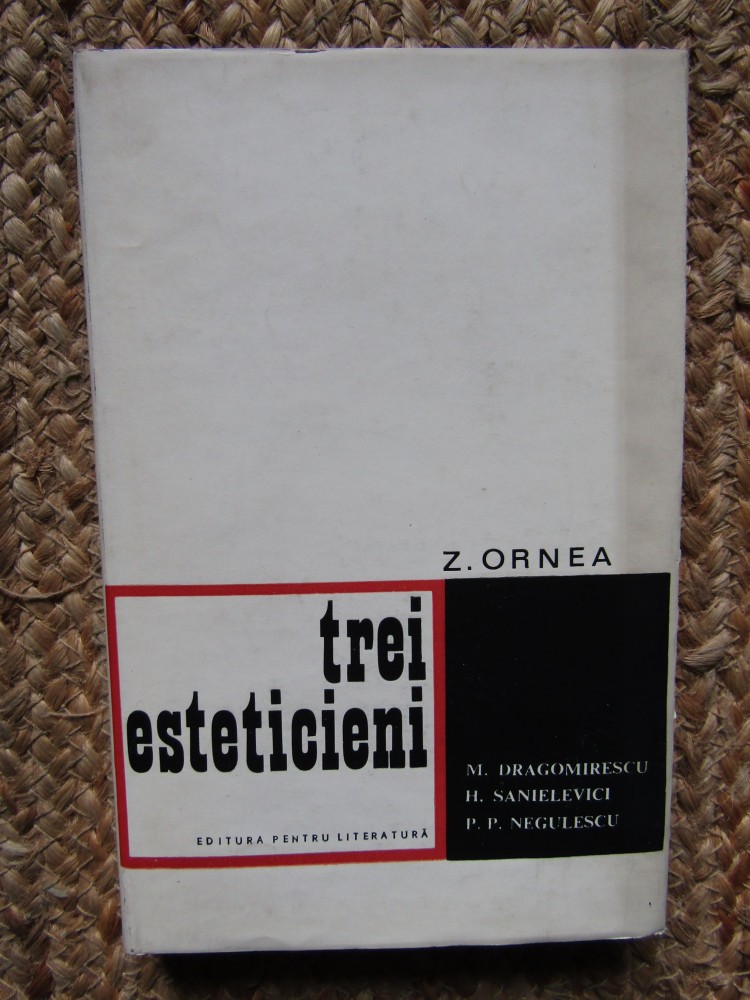 Z. ORNEA
trei
esteticieni
EDITURA PENTRU LITERATURĂ
M. DRAGOMIRESCU
H. SANIELEVICI
P. P. NEGULESCU